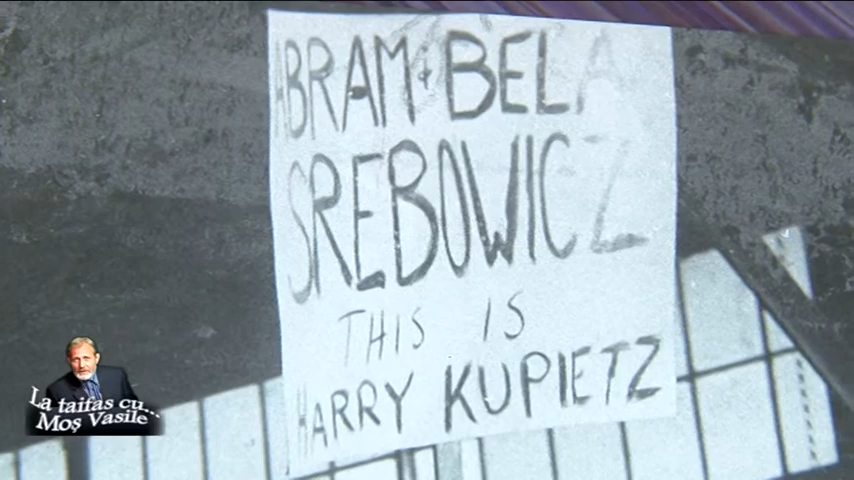 ABRAM & BELA
SREBOWICZ
THIS IS
HARRY KUPIETZ
La taifas cu...
Moș Vasile